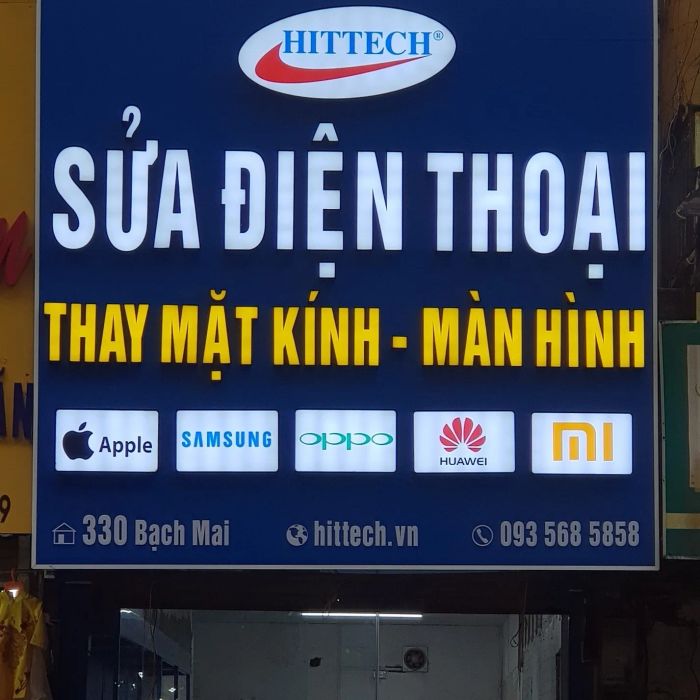 HITTECH®
SỬA ĐIỆN THOẠI
THAY MẶT KÍNH - MÀN HÌNH
Apple SAMSUNG oppo HUAWEI MI
330 Bạch Mai hittech.vn 093 568 5858
9